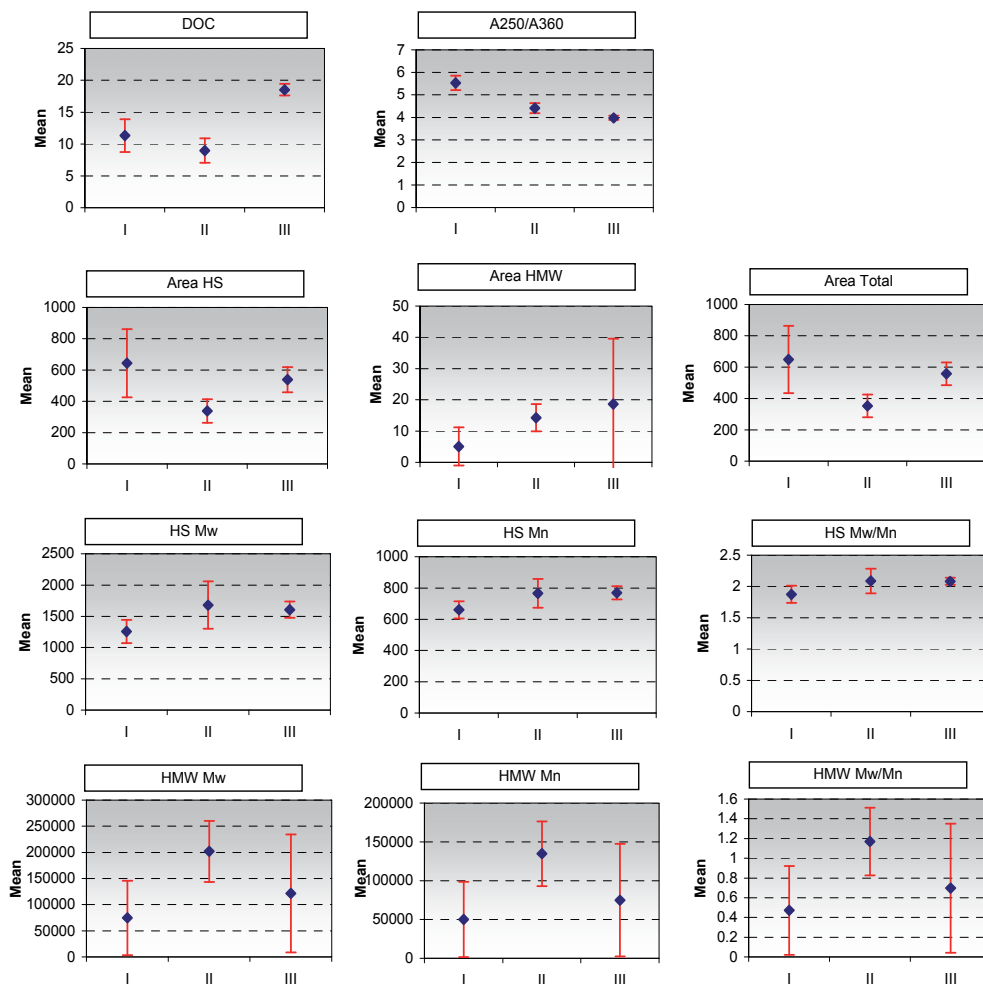 DOC
Mean
25
20
15
10
5
0
I II III
A250/A360
Mean
7
6
5
4
3
2
1
0
I II III
Area HS
Mean
1000
800
600
400
200
0
I II III
Area HMW
Mean
50
40
30
20
10
0
I II III
Area Total
Mean
1000
800
600
400
200
0
I II III
HS Mw
Mean
2500
2000
1500
1000
500
0
I II III
HS Mn
Mean
1000
800
600
400
200
0
I II III
HS Mw/Mn
Mean
2.5
2
1.5
1
0.5
0
I II III
HMW Mw
Mean
300000
250000
200000
150000
100000
50000
0
I II III
HMW Mn
Mean
200000
150000
100000
50000
0
I II III
HMW Mw/Mn
Mean
1.6
1.4
1.2
1
0.8
0.6
0.4
0.2
0
I II III